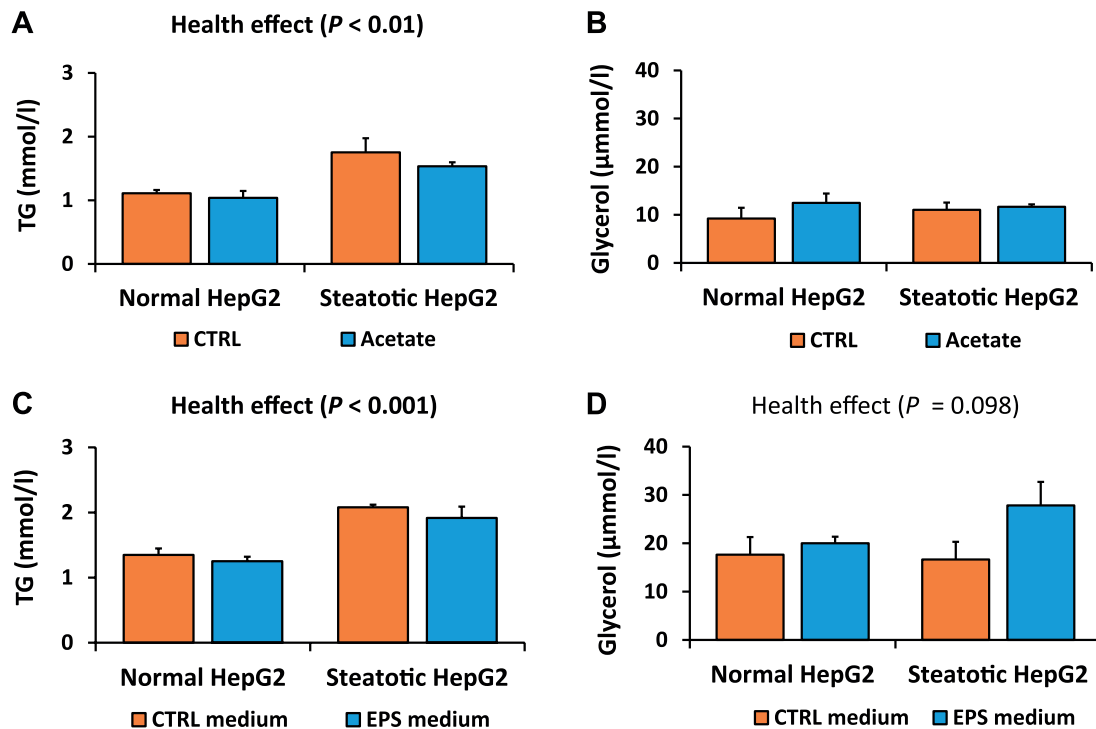 A
Health effect (P < 0.01)
TG (mmol/l)
3
2
1
0
Normal HepG2 Steatotic HepG2
CTRL Acetate
B
Glycerol (µmmol/l)
40
30
20
10
0
Normal HepG2 Steatotic HepG2
CTRL Acetate
C
Health effect (P < 0.001)
TG (mmol/l)
3
2
1
0
Normal HepG2 Steatotic HepG2
CTRL medium EPS medium
D
Health effect (P = 0.098)
Glycerol (µmmol/l)
40
30
20
10
0
Normal HepG2 Steatotic HepG2
CTRL medium EPS medium